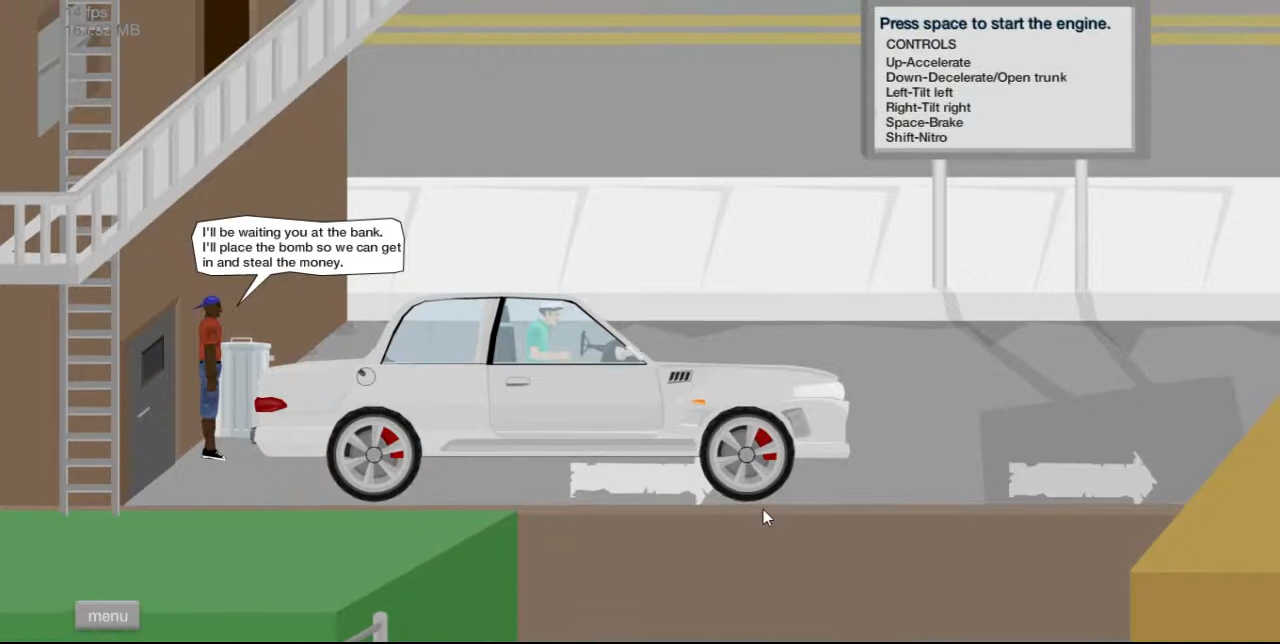 Press space to start the engine.
CONTROLS
Up-Accelerate
Down-Decelerate/Open trunk
Left-Tilt left
Right-Tilt right
Space-Brake
Shift-Nitro
I'll be waiting you at the bank.
I'll place the bomb so we can get
in and steal the money.
menu